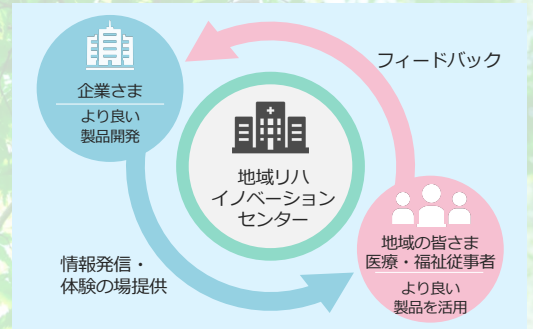 企業さま
より良い
製品開発
フィードバック
地域リハ
イノベーション
センター
情報発信・
体験の場提供
地域の皆さま
医療・福祉従事者
より良い
製品を活用